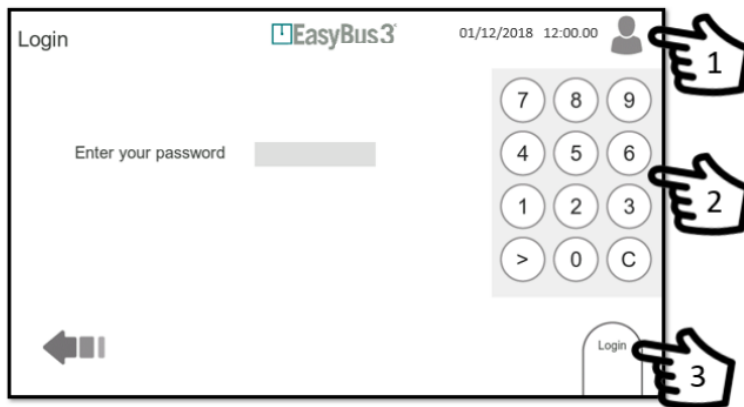 Login
EasyBus3
01/12/2018 12:00.00
1
7 8 9
Enter your password
4 5 6
2
1 2 3
> 0 C
Login
3